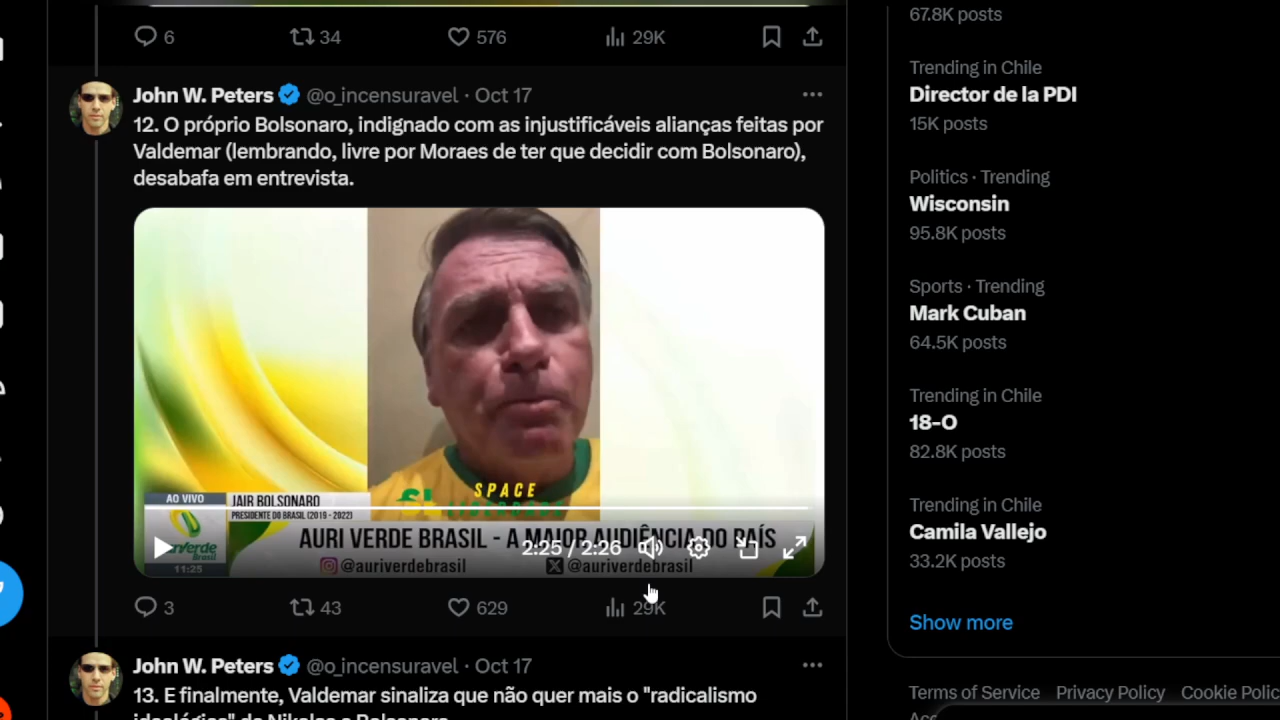 6 34 576 29K
John W. Peters @o_incensuravel · Oct 17
12. O próprio Bolsonaro, indignado com as injustificáveis alianças feitas por
Valdemar (lembrando, livre por Moraes de ter que decidir com Bolsonaro),
desabafa em entrevista.
SPACE
AO VIVO
JAIR BOLSONARO
PRESIDENTE DO BRASIL (2019 - 2022)
AURI VERDE BRASIL - A MAIOR AUDIÊNCIA DO PAÍS
2:25 / 2:26
@auriverdebrasil @auriverdebrasil
Brasil
11:25
3 43 629 29K
John W. Peters @o_incensuravel · Oct 17
13. E finalmente, Valdemar sinaliza que não quer mais o "radicalismo
ideológico" de Nikolas e Bolsonaro
67.8K posts
Trending in Chile
Director de la PDI
15K posts
Politics · Trending
Wisconsin
95.8K posts
Sports · Trending
Mark Cuban
64.5K posts
Trending in Chile
18-O
82.8K posts
Trending in Chile
Camila Vallejo
33.2K posts
Show more
Terms of Service Privacy Policy